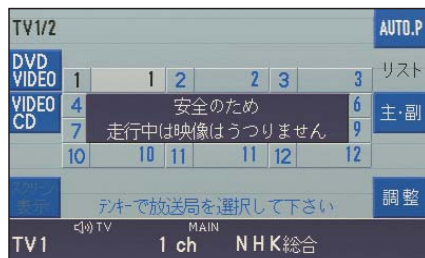 TV1/2
AUTO.P
DVD VIDEO
1 1 2 2 3 3
リスト
VIDEO CD
4 安全のため 6
主・副
7 走行中は映像はうつりません 9
10 10 11 11 12 12
スクリーン表示
テンキーで放送局を選択して下さい
調整
TV MAIN
TV1 1 ch NHK総合